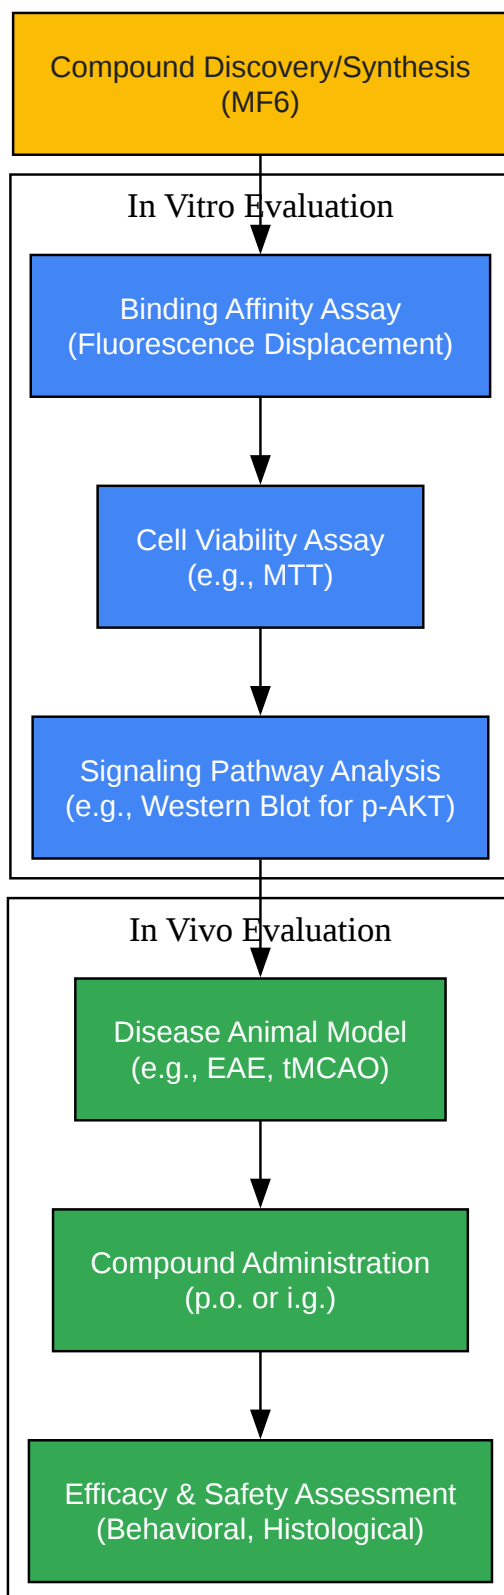 Compound Discovery/Synthesis
(MF6)
In Vitro Evaluation
Binding Affinity Assay
(Fluorescence Displacement)
Cell Viability Assay
(e.g., MTT)
Signaling Pathway Analysis
(e.g., Western Blot for p-AKT)
In Vivo Evaluation
Disease Animal Model
(e.g., EAE, tMCAO)
Compound Administration
(p.o. or i.g.)
Efficacy & Safety Assessment
(Behavioral, Histological)